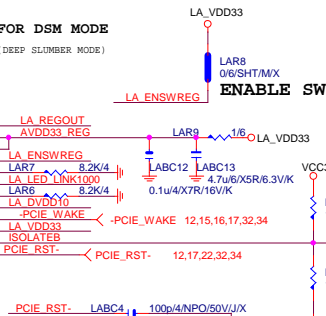 FOR DSM MODE
(DEEP SLUMBER MODE)
LA_VDD33
LAR8
0/6/SHT/M/X
LA_ENSWREG
ENABLE SW
LA_REGOUT
AVDD33_REG
LAR9
1/6
LA_VDD33
LA_ENSWREG
LAR7
8.2K/4
LABC12
LABC13
VCC3
LA_LED_LINK1000
4.7u/6/X5R/6.3V/K
LAR6
8.2K/4
0.1u/4/X7R/16V/K
LA_DVDD10
-PCIE_WAKE
-PCIE_WAKE 12,15,16,17,32,34
LA_VDD33
ISOLATEB
PCIE_RST-
PCIE_RST- 12,17,22,32,34
PCIE_RST-
LABC4
100p/4/NPO/50V/J/X